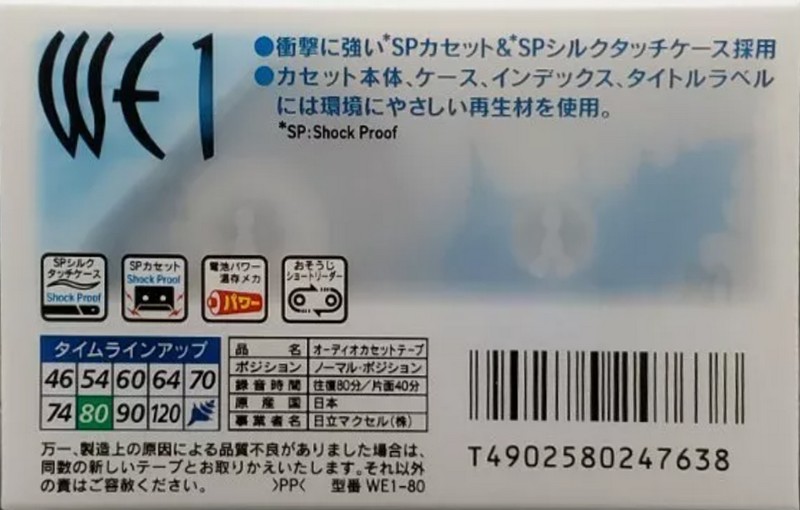 WE 1
●衝撃に強い*SPカセット&*SPシルクタッチケース採用
●カセット本体、ケース、インデックス、タイトルラベル
には環境にやさしい再生材を使用。
*SP:Shock Proof
SPシルク
タッチケース
Shock Proof
SPカセット
Shock Proof
電池パワー
温存メカ
パワー
おそうじ
ショートリーダー
タイムラインアップ
46 54 60 64 70
74 80 90 120
品名 オーディオカセットテープ
ポジション ノーマル・ポジション
録音時間 往復80分/片面40分
原産国 日本
事業者名 日立マクセル(株)
万一、製造上の原因による品質不良がありました場合は、
同数の新しいテープとお取りかえいたします。それ以外
の責はご容赦ください。 >PP< 型番 WE1-80
T4902580247638